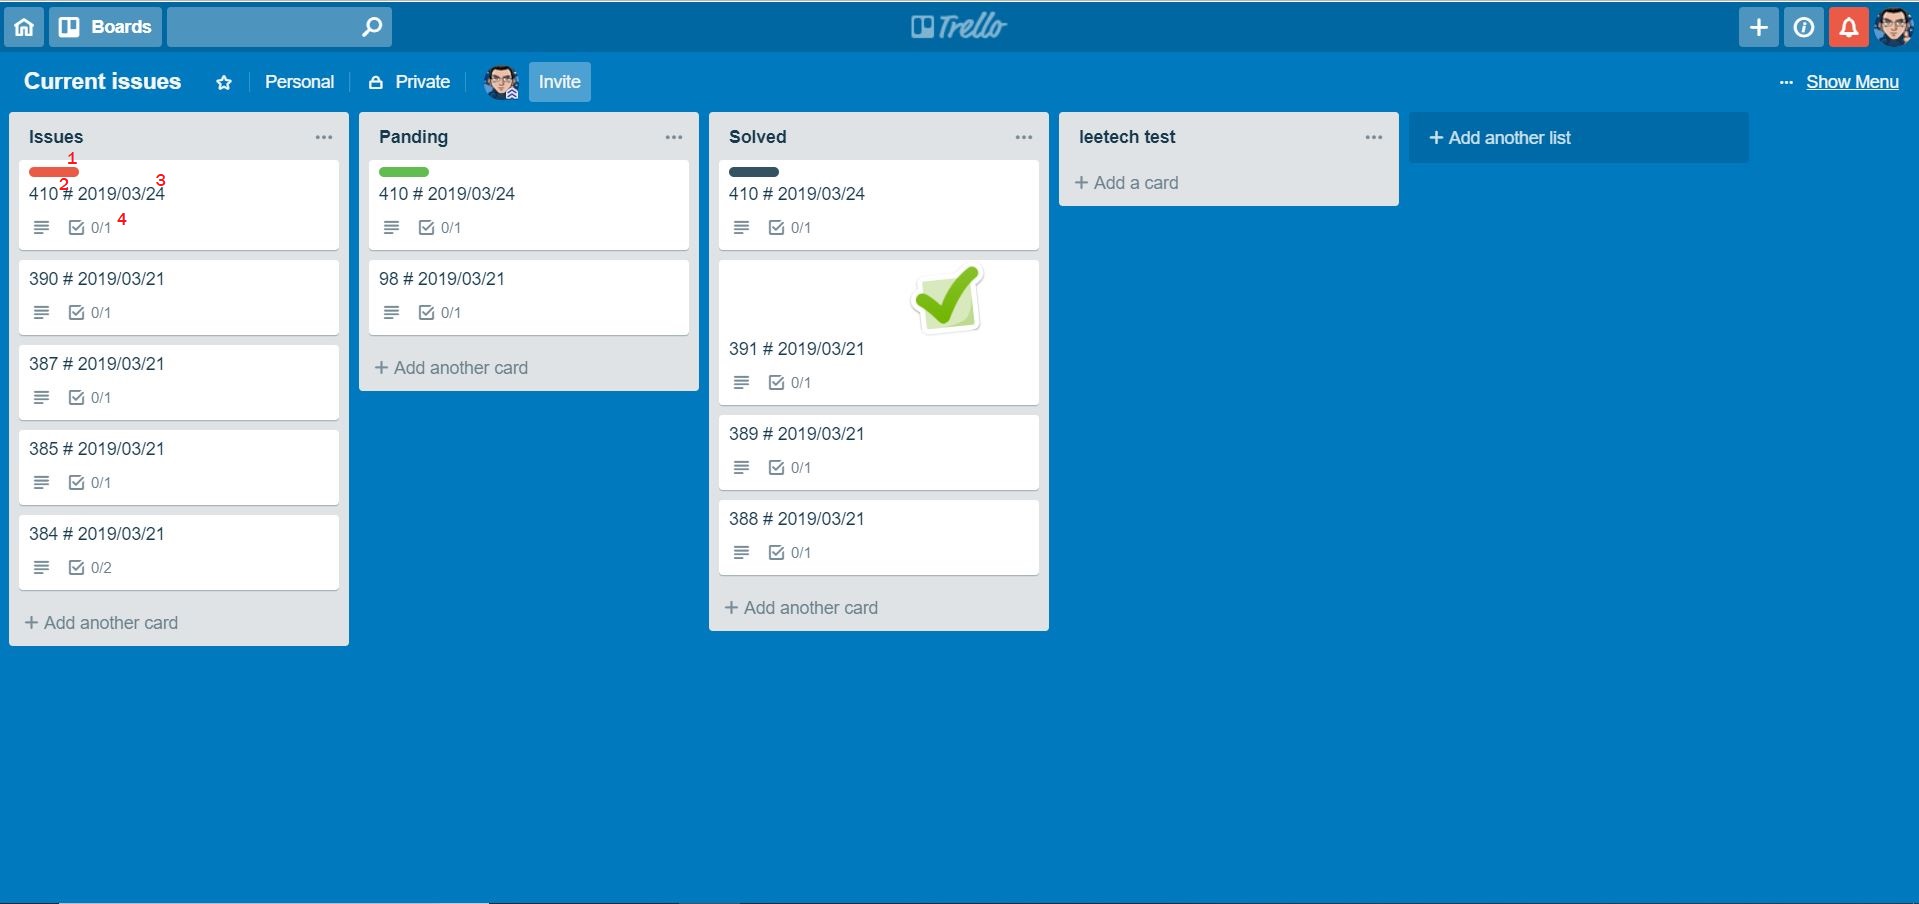 Boards
Trello
Current issues
Personal
Private
Invite
... Show Menu
Issues ...
1
2
3
410 # 2019/03/24
0/1 4
390 # 2019/03/21
0/1
387 # 2019/03/21
0/1
385 # 2019/03/21
0/1
384 # 2019/03/21
0/2
+ Add another card
Panding ...
410 # 2019/03/24
0/1
98 # 2019/03/21
0/1
+ Add another card
Solved ...
410 # 2019/03/24
0/1
391 # 2019/03/21
0/1
389 # 2019/03/21
0/1
388 # 2019/03/21
0/1
+ Add another card
leetech test ...
+ Add a card
+ Add another list